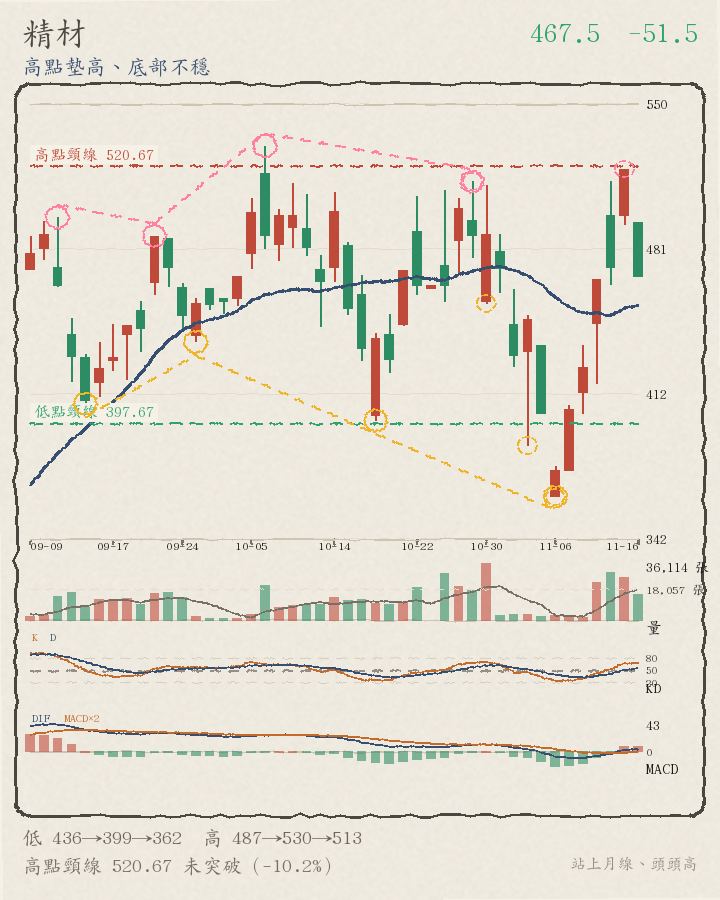 精材
467.5 -51.5
高點墊高、底部不穩
550
高點頸線 520.67
481
412
低點頸線 397.67
342
09-09 09-17 09-24 10-05 10-14 10-22 10-30 11-06 11-16
36,114 張
18,057 張
量
K D
80
50
20
KD
DIF MACD×2
43
0
MACD
低 436→399→362 高 487→530→513
高點頸線 520.67 未突破 (-10.2%)
站上月線、頭頭高